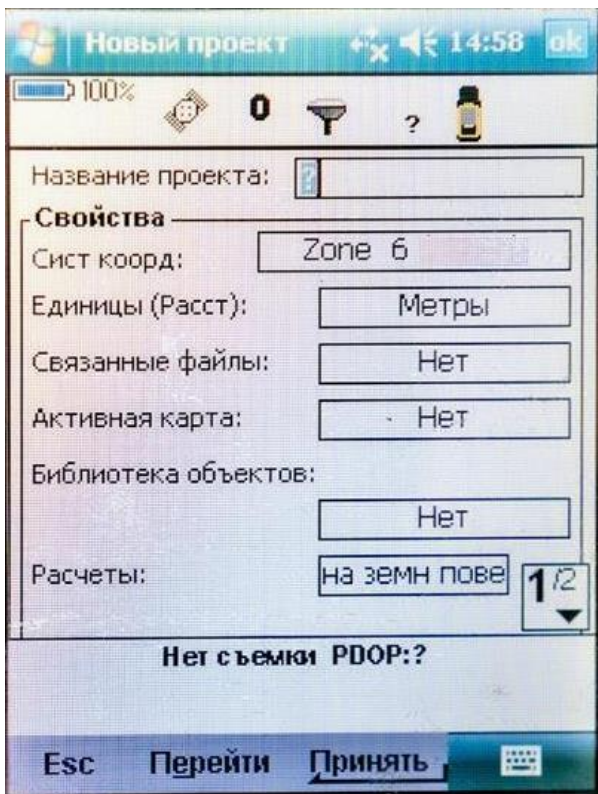 Новый проект 14:58 ok
100% 0 ?
Название проекта: ?
Свойства
Сист коорд: Zone 6
Единицы (Расст): Метры
Связанные файлы: Нет
Активная карта: Нет
Библиотека объектов:
Нет
Расчеты: на земн пове 1/2
Нет съемки PDOP:?
Esc Перейти Принять